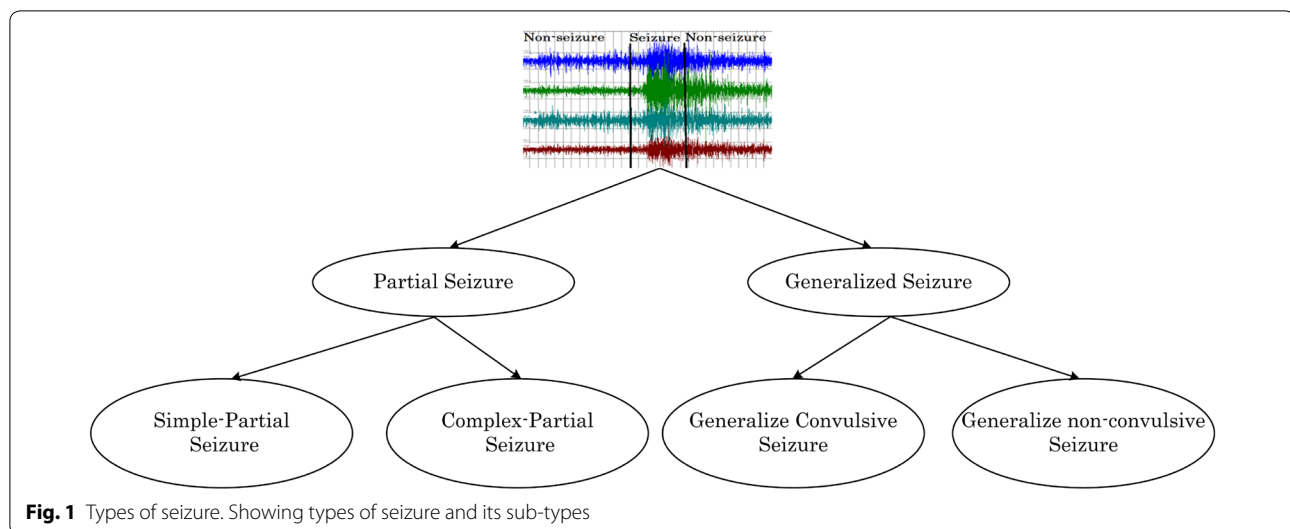 Non-seizure Seizure Non-seizure
Partial Seizure
Generalized Seizure
Simple-Partial
Seizure
Complex-Partial
Seizure
Generalize Convulsive
Seizure
Generalize non-convulsive
Seizure
Fig. 1 Types of seizure. Showing types of seizure and its sub-types